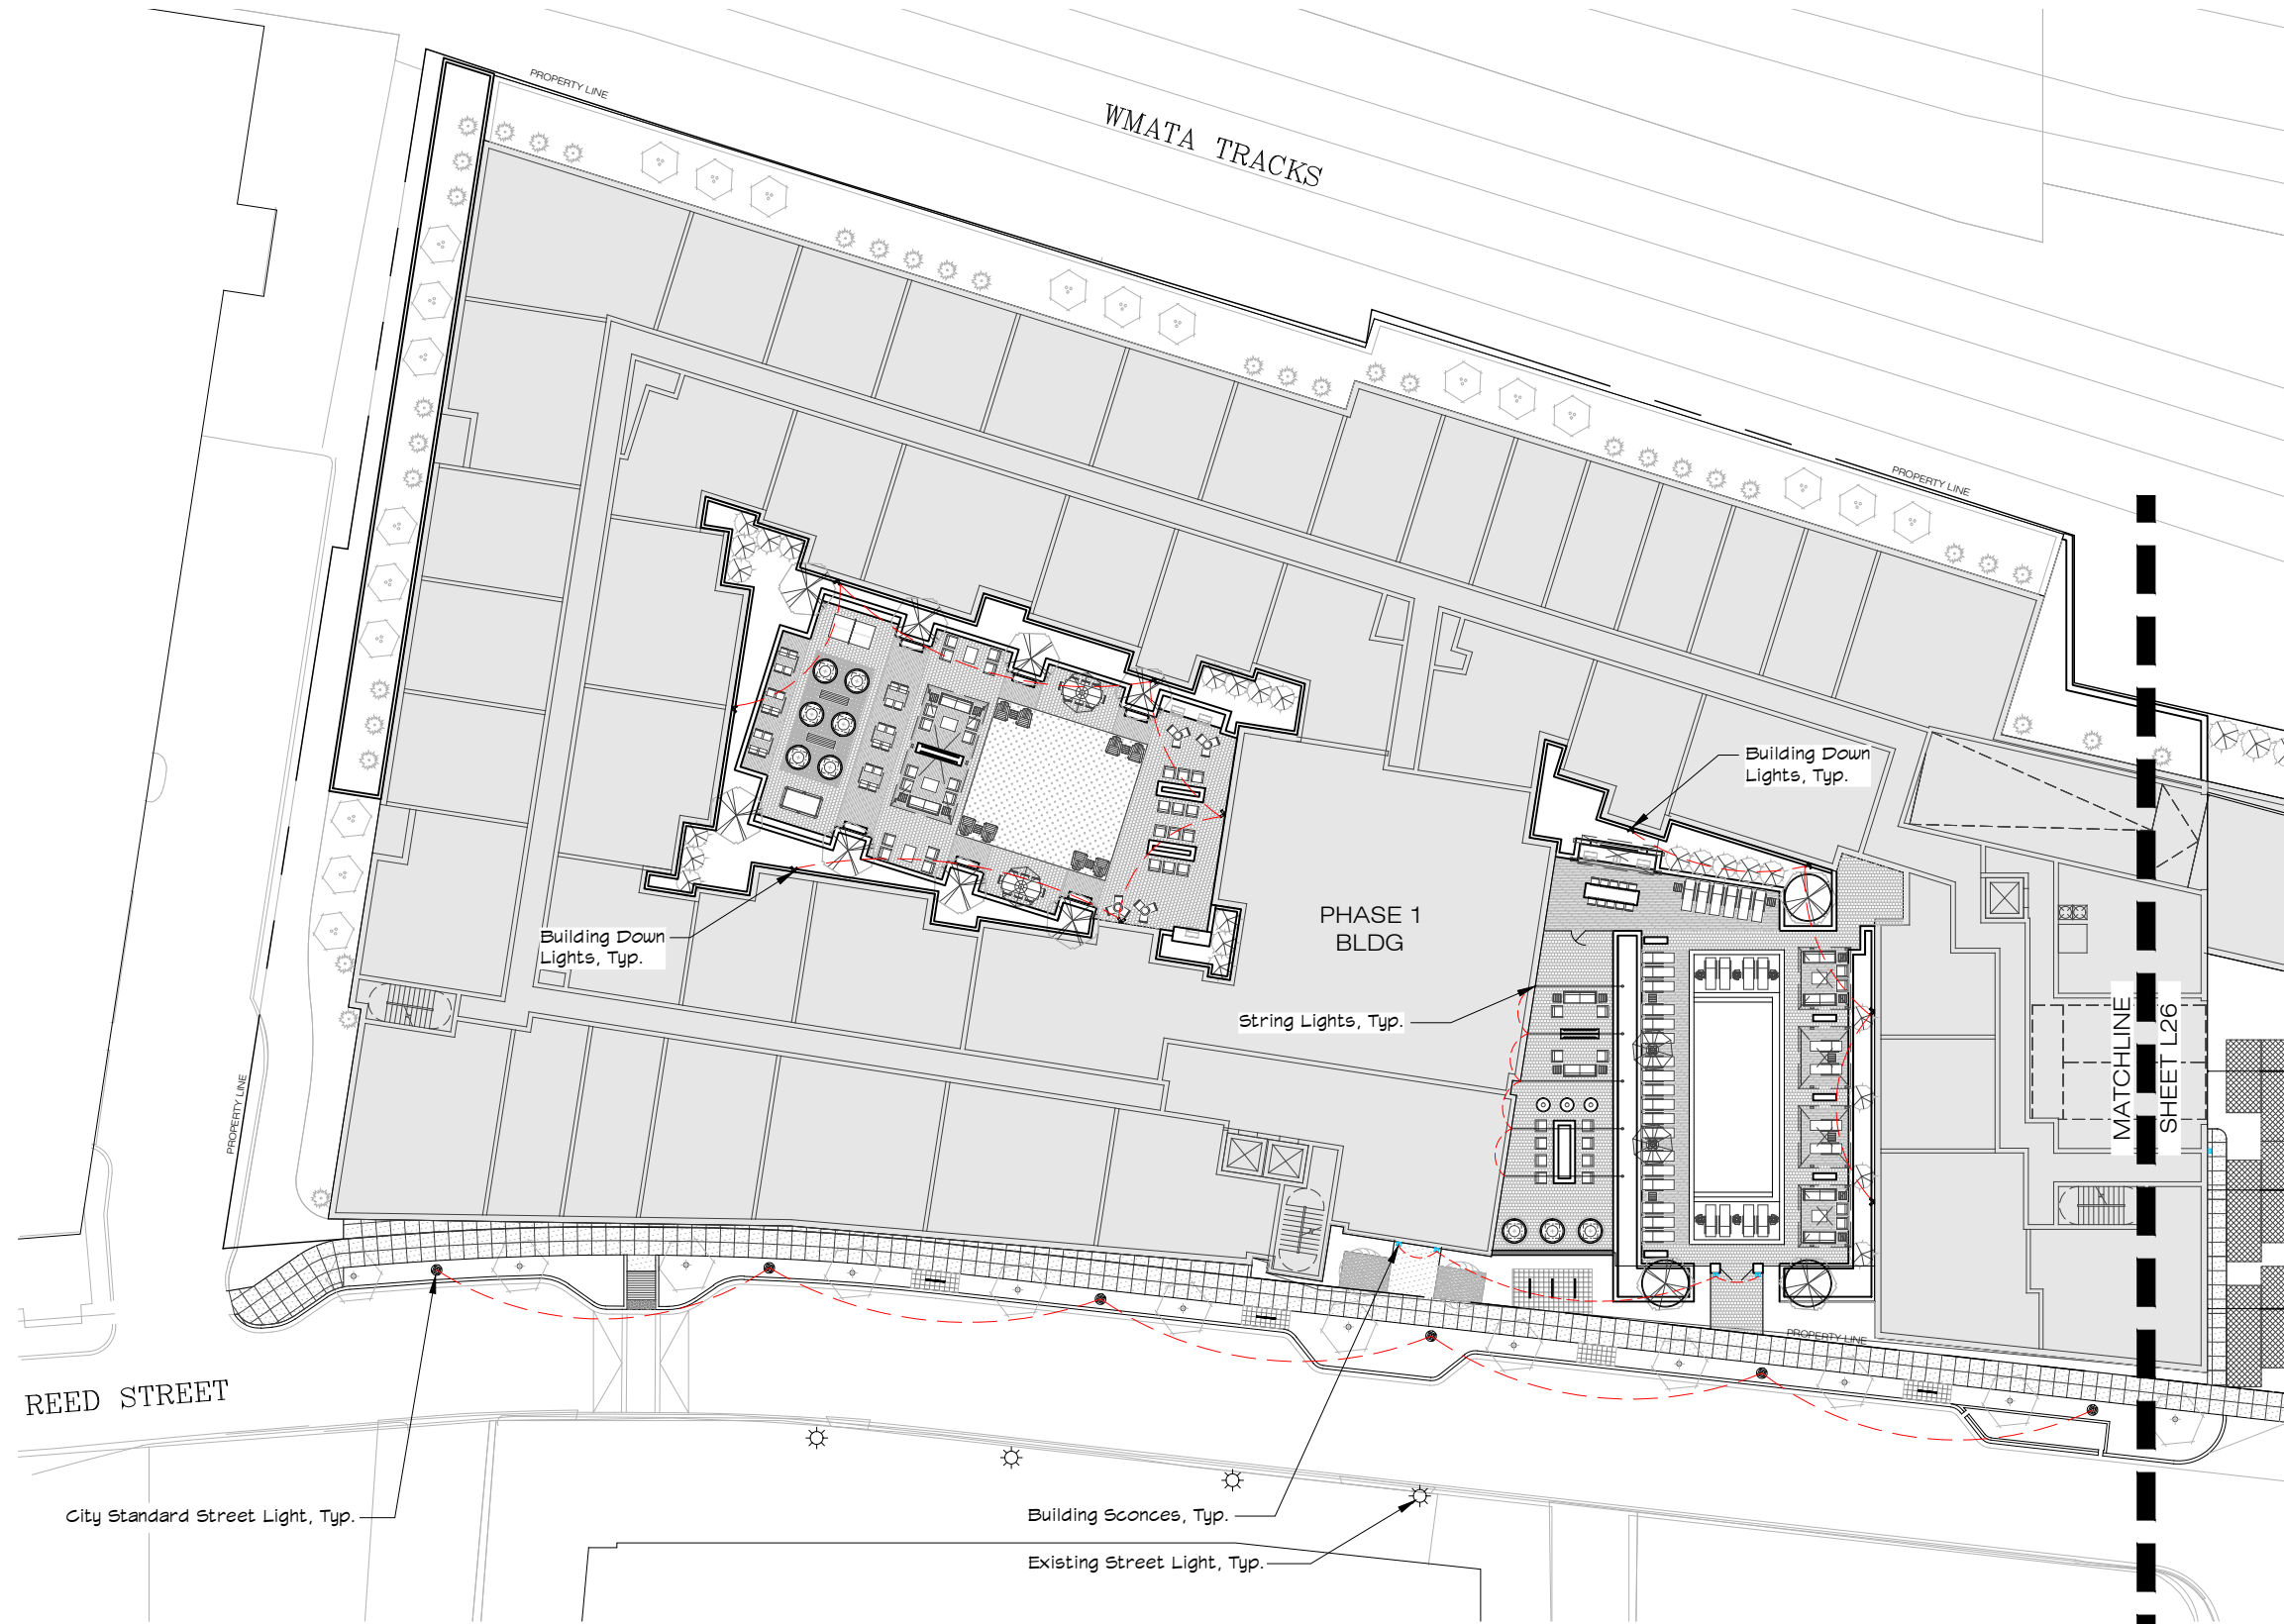 PROPERTY LINE
WMATA TRACKS
PROPERTY LINE
Building Down
Lights, Typ.
PHASE 1
BLDG
Building Down
Lights, Typ.
String Lights, Typ.
MATCHLINE
SHEET L26
PROPERTY LINE
PROPERTY LINE
REED STREET
City Standard Street Light, Typ.
Building Sconces, Typ.
Existing Street Light, Typ.